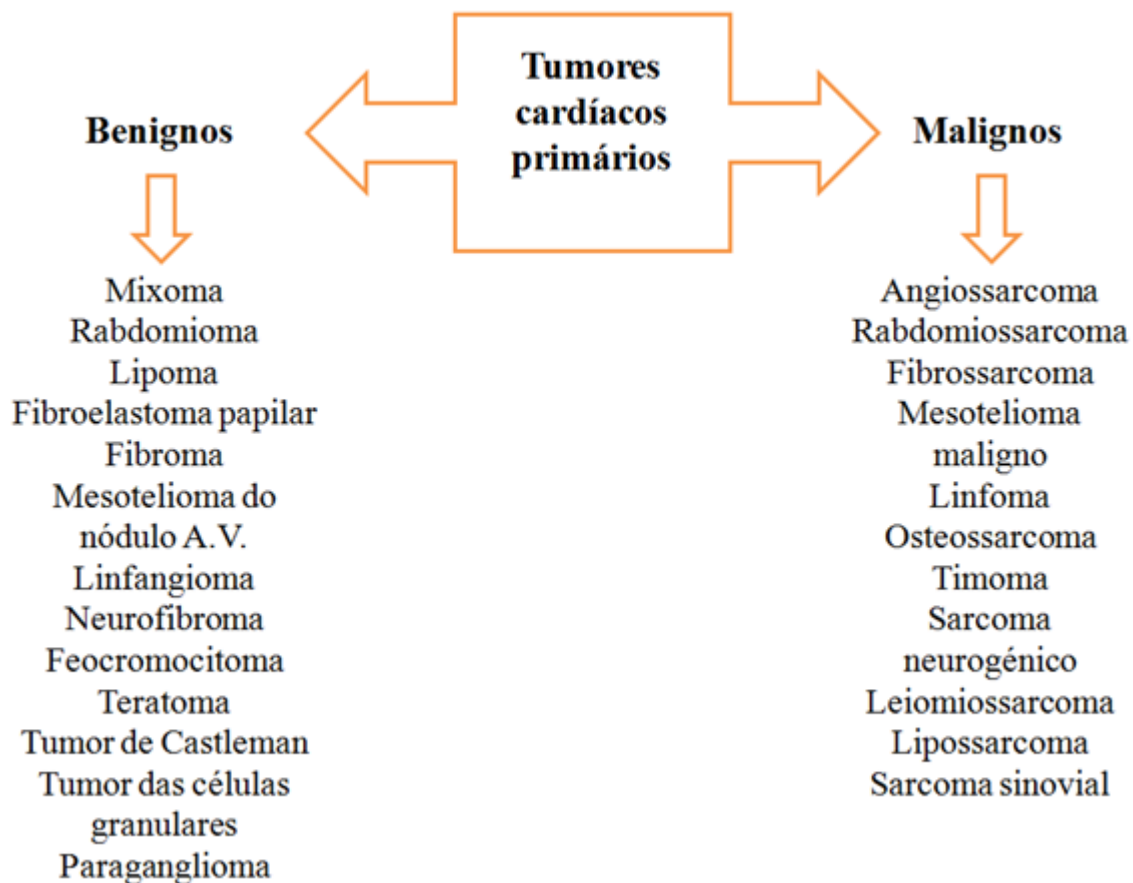 Tumores
cardíacos
primários
Benignos
Mixoma
Rabdomioma
Lipoma
Fibroelastoma papilar
Fibroma
Mesotelioma do
nódulo A.V.
Linfangioma
Neurofibroma
Feocromocitoma
Teratoma
Tumor de Castleman
Tumor das células
granulares
Paraganglioma
Malignos
Angiossarcoma
Rabdomiossarcoma
Fibrossarcoma
Mesotelioma
maligno
Linfoma
Osteossarcoma
Timoma
Sarcoma
neurogénico
Leiomiossarcoma
Lipossarcoma
Sarcoma sinovial